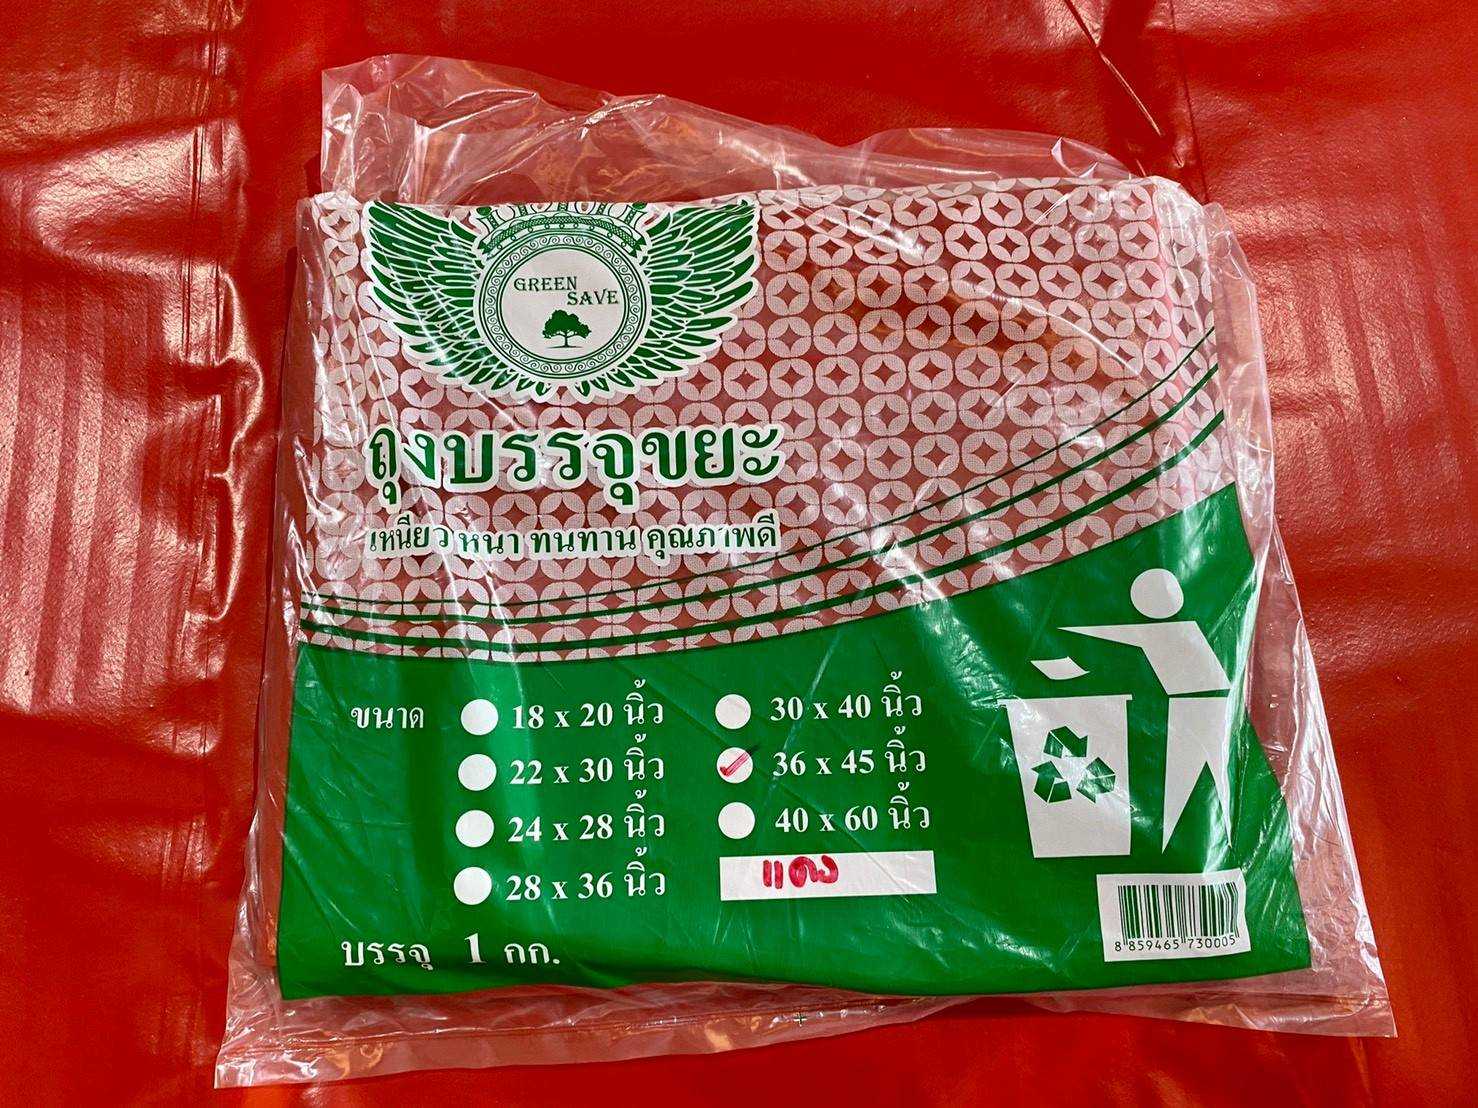 GREEN
SAVE
ถุงบรรจุขยะ
เหนียว หนา ทนทาน คุณภาพดี
ขนาด
18 x 20 นิ้ว
30 x 40 นิ้ว
22 x 30 นิ้ว
36 x 45 นิ้ว
24 x 28 นิ้ว
40 x 60 นิ้ว
28 x 36 นิ้ว
แดง
บรรจุ 1 กก.
8 859465 730005